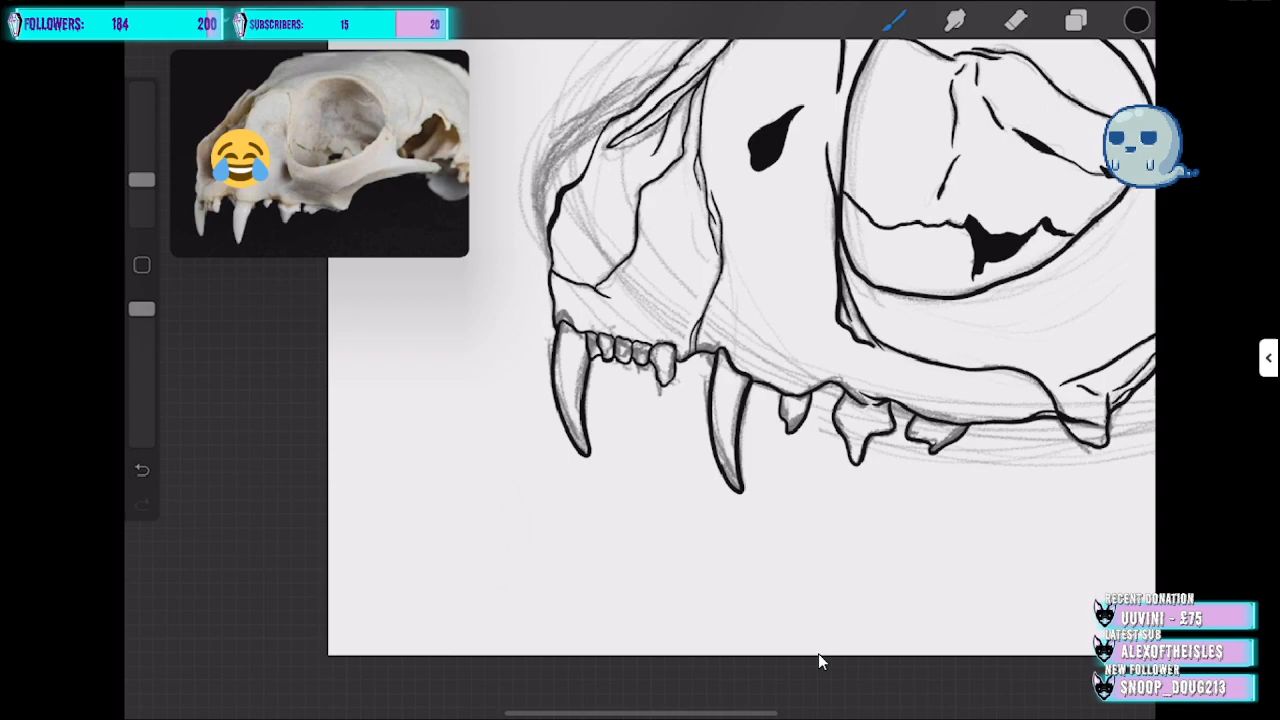 FOLLOWERS: 184 200
SUBSCRIBERS: 15 20
RECENT DONATION
UUVINI - £75
LATEST SUB
ALEXOFTHEISLES
NEW FOLLOWER
SNOOP_DOUG213